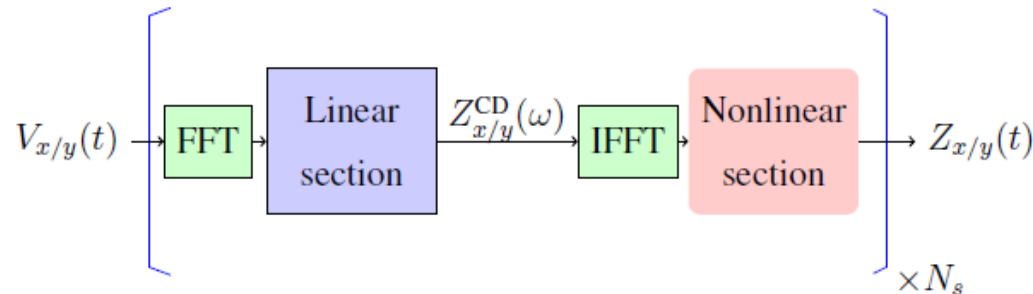 V_{x/y}(t)
FFT
Linear
section
Z^{CD}_{x/y}(ω)
IFFT
Nonlinear
section
Z_{x/y}(t)
×N_s